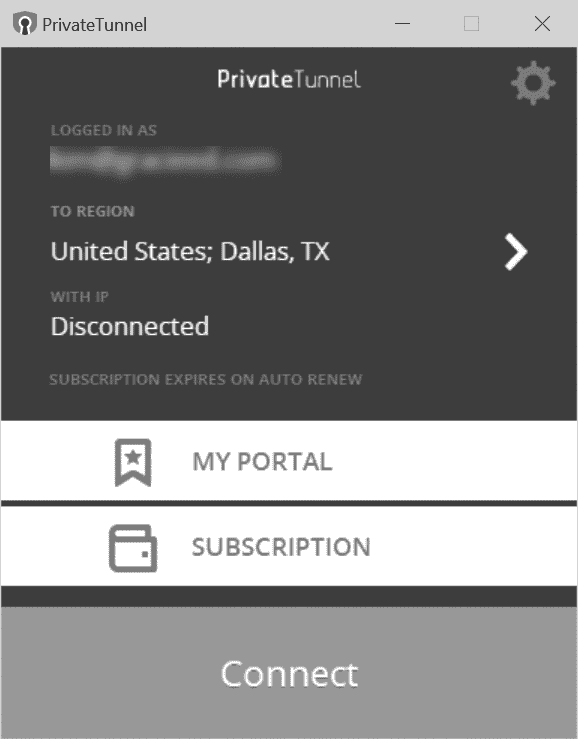 PrivateTunnel
PrivateTunnel
LOGGED IN AS
TO REGION
United States; Dallas, TX
WITH IP
Disconnected
SUBSCRIPTION EXPIRES ON AUTO RENEW
MY PORTAL
SUBSCRIPTION
Connect